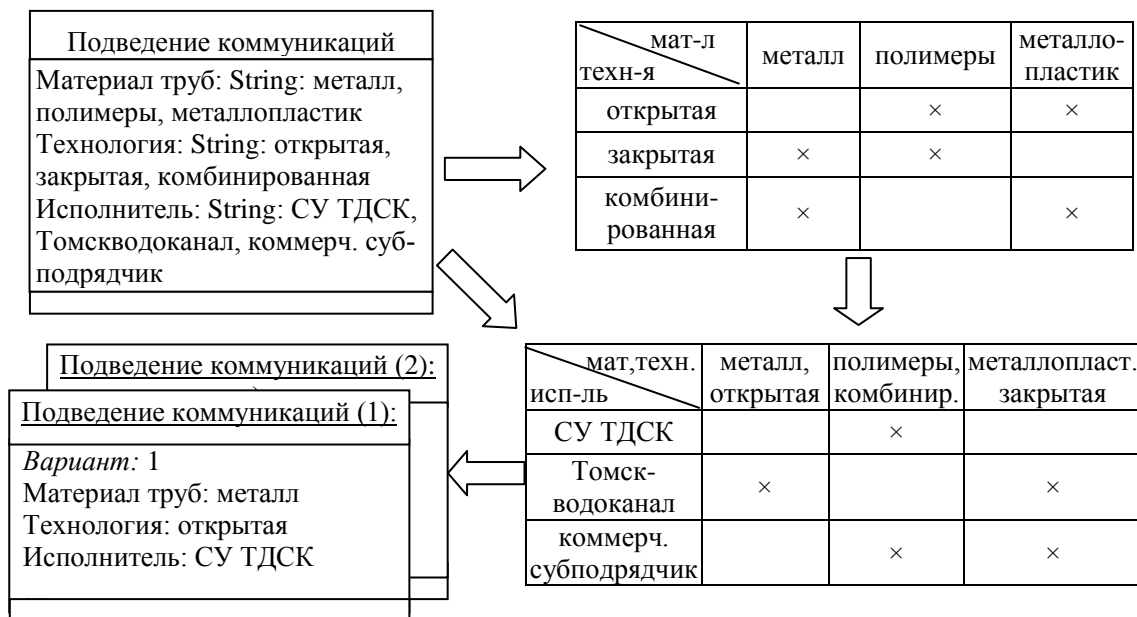 Подведение коммуникаций
Материал труб: String: металл,
полимеры, металлопластик
Технология: String: открытая,
закрытая, комбинированная
Исполнитель: String: СУ ТДСК,
Томскводоканал, коммерч. суб-
подрядчик
мат-л
техн-я
металл
полимеры
металло-
пластик
открытая
×
×
закрытая
×
×
комбини-
рованная
×
×
мат,техн.
исп-ль
металл,
открытая
полимеры,
комбинир.
металлопласт.
закрытая
СУ ТДСК
×
Томск-
водоканал
×
×
коммерч.
субподрядчик
×
×
Подведение коммуникаций (2):
Подведение коммуникаций (1):
Вариант: 1
Материал труб: металл
Технология: открытая
Исполнитель: СУ ТДСК